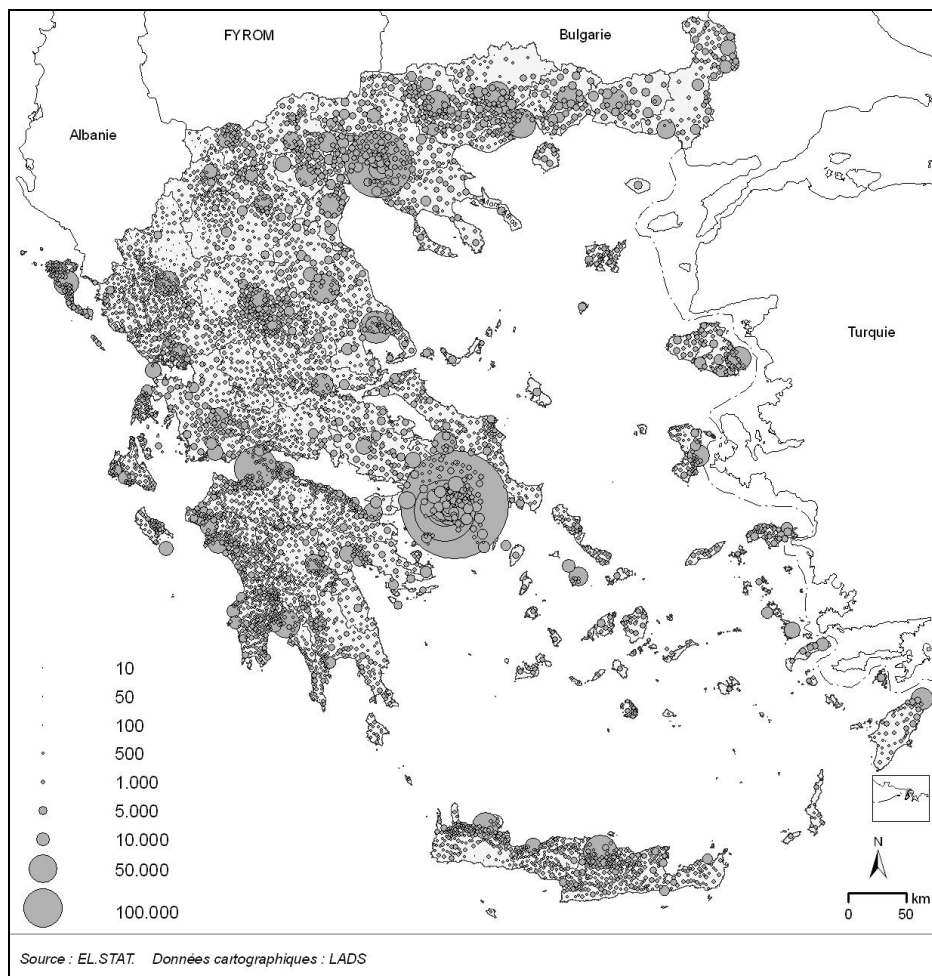 FYROM
Bulgarie
Albanie
Turquie
10
50
100
500
1.000
5.000
10.000
50.000
100.000
N
km
0 50
Source : EL.STAT. Données cartographiques : LADS